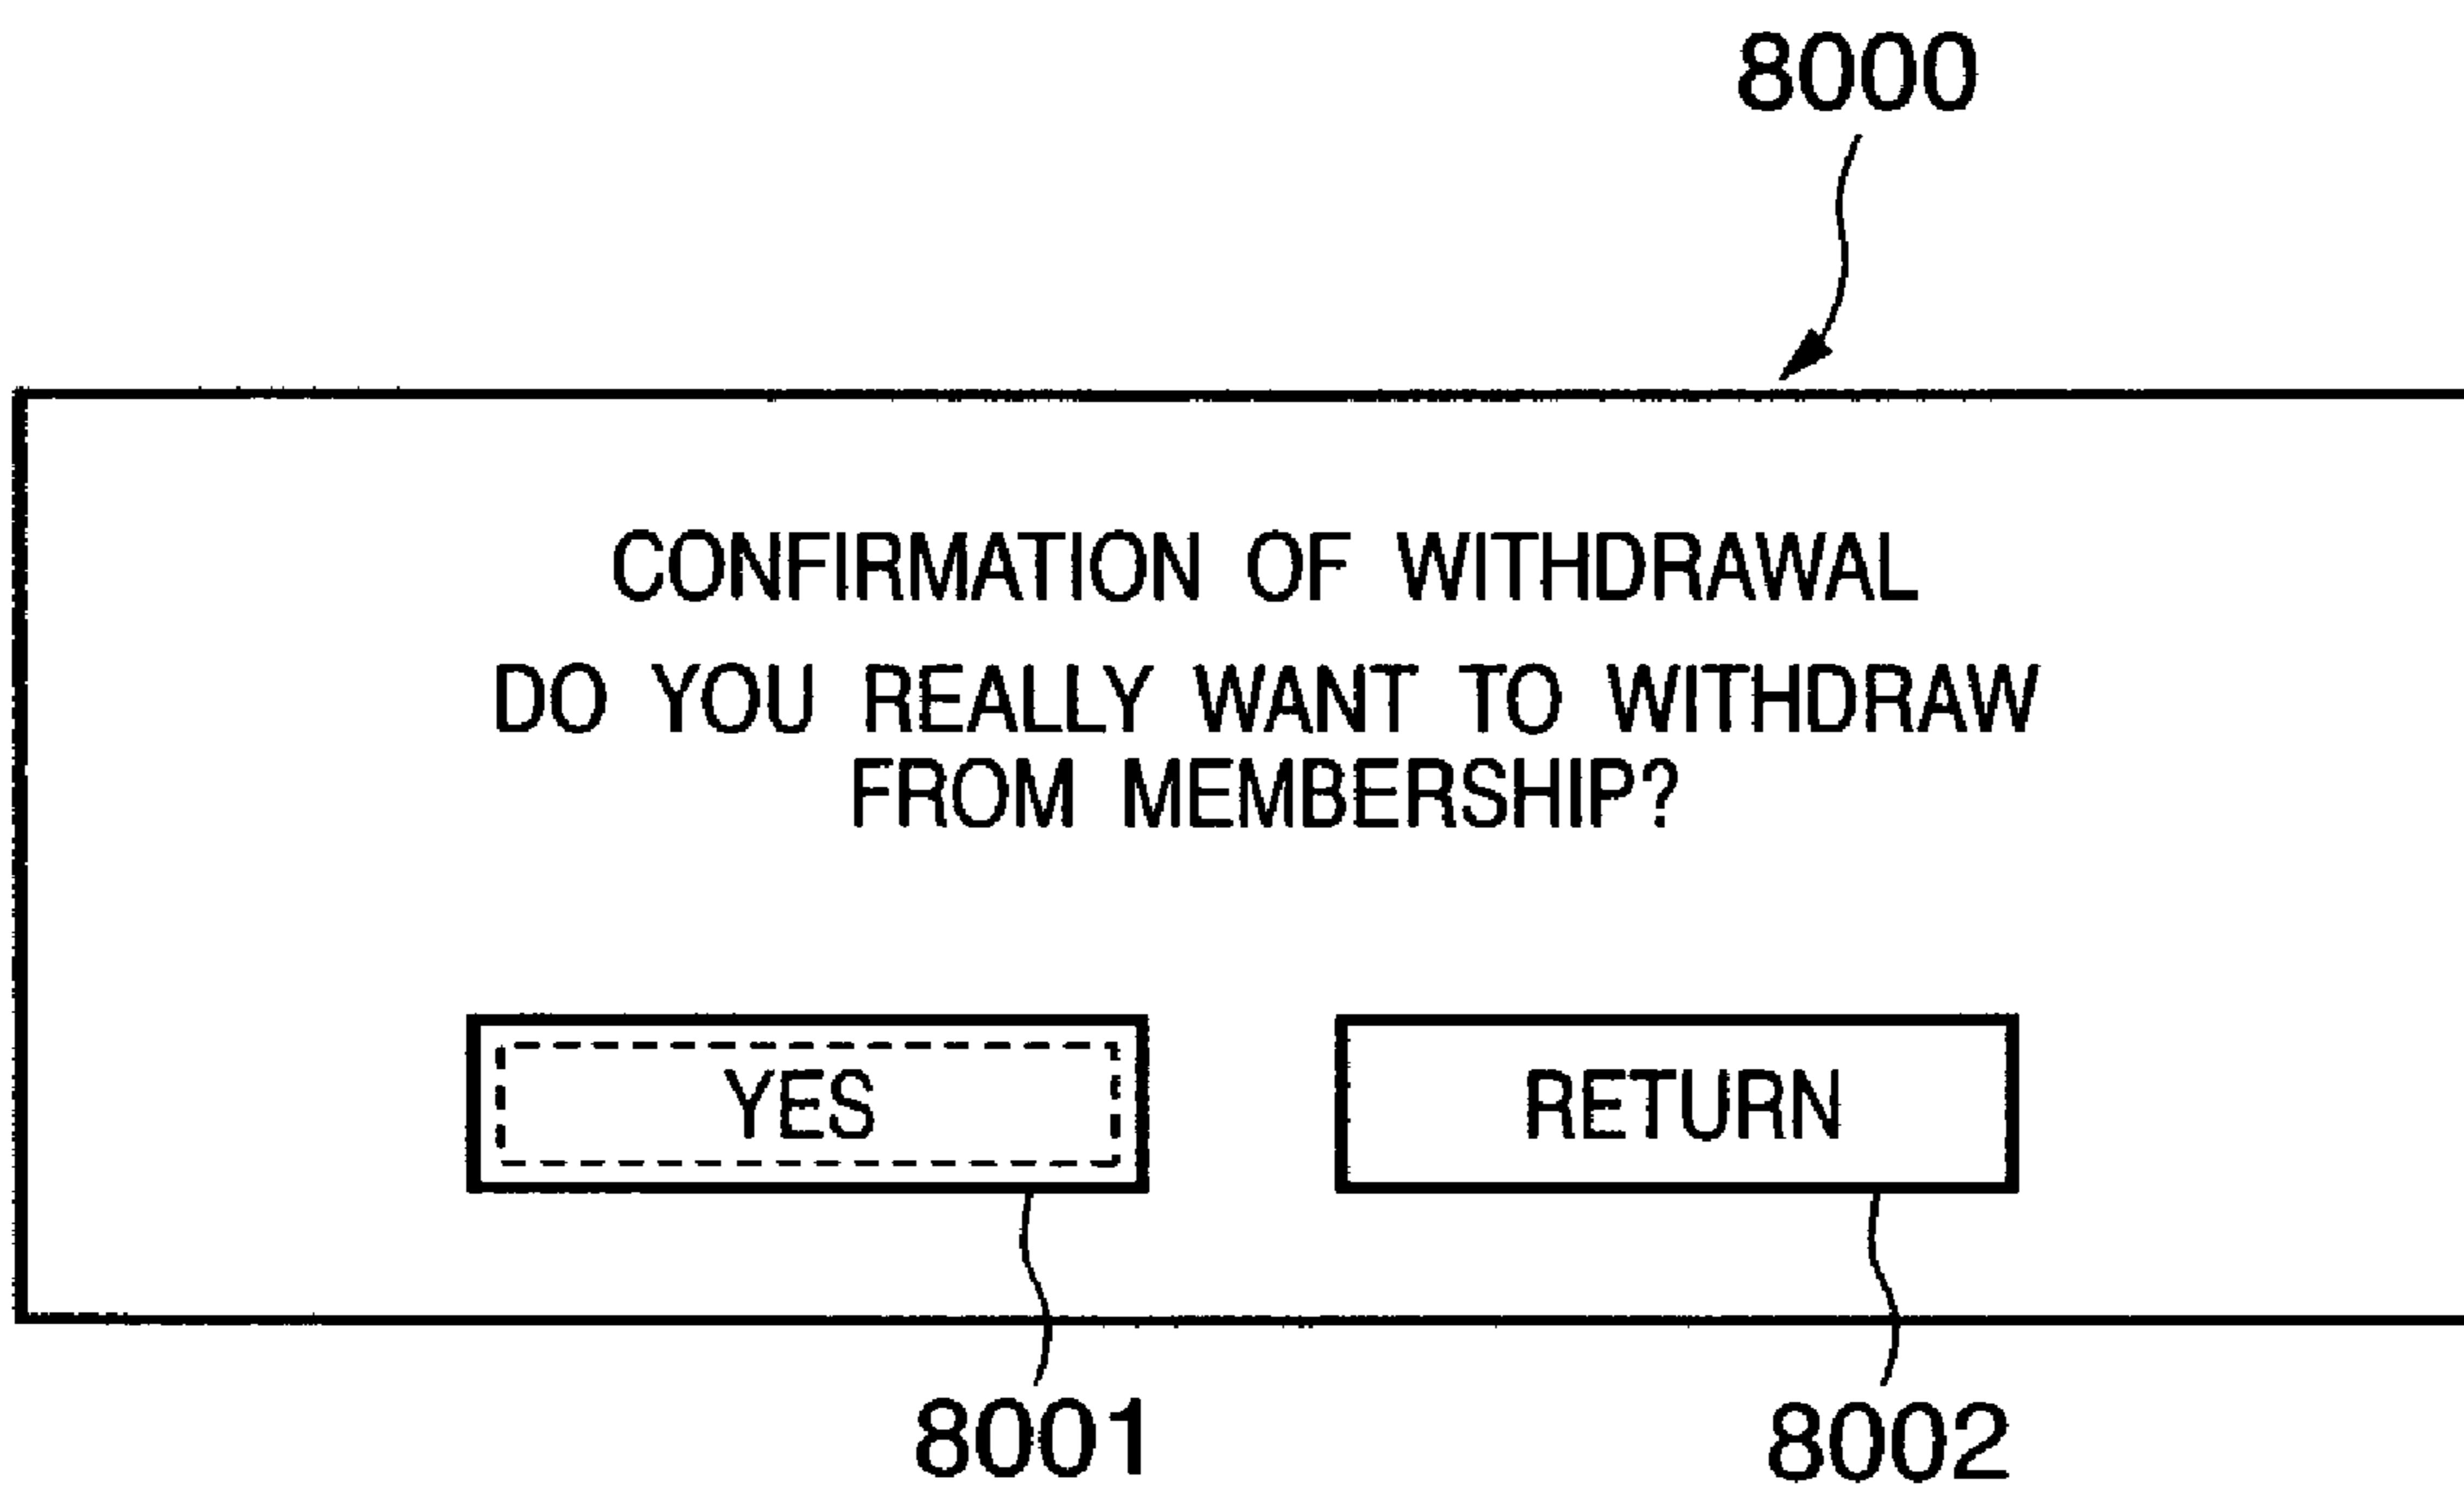 8000
CONFIRMATION OF WITHDRAWAL
DO YOU REALLY WANT TO WITHDRAW
FROM MEMBERSHIP?
YES RETURN
8001 8002